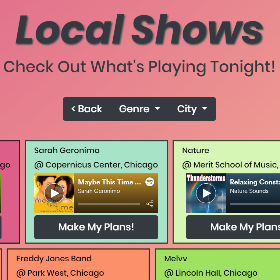 Local Shows
Check Out What's Playing Tonight!
< Back Genre City
Sarah Geronimo
@ Copernicus Center, Chicago
Maybe This Time ...
Sarah Geronimo
Make My Plans!
Nature
@ Merit School of Music,
Thunderstorms
Relaxing Consta
Nature Sounds
Make My Plan
Freddy Jones Band
@ Park West, Chicago
Melvv
@ Lincoln Hall, Chicago